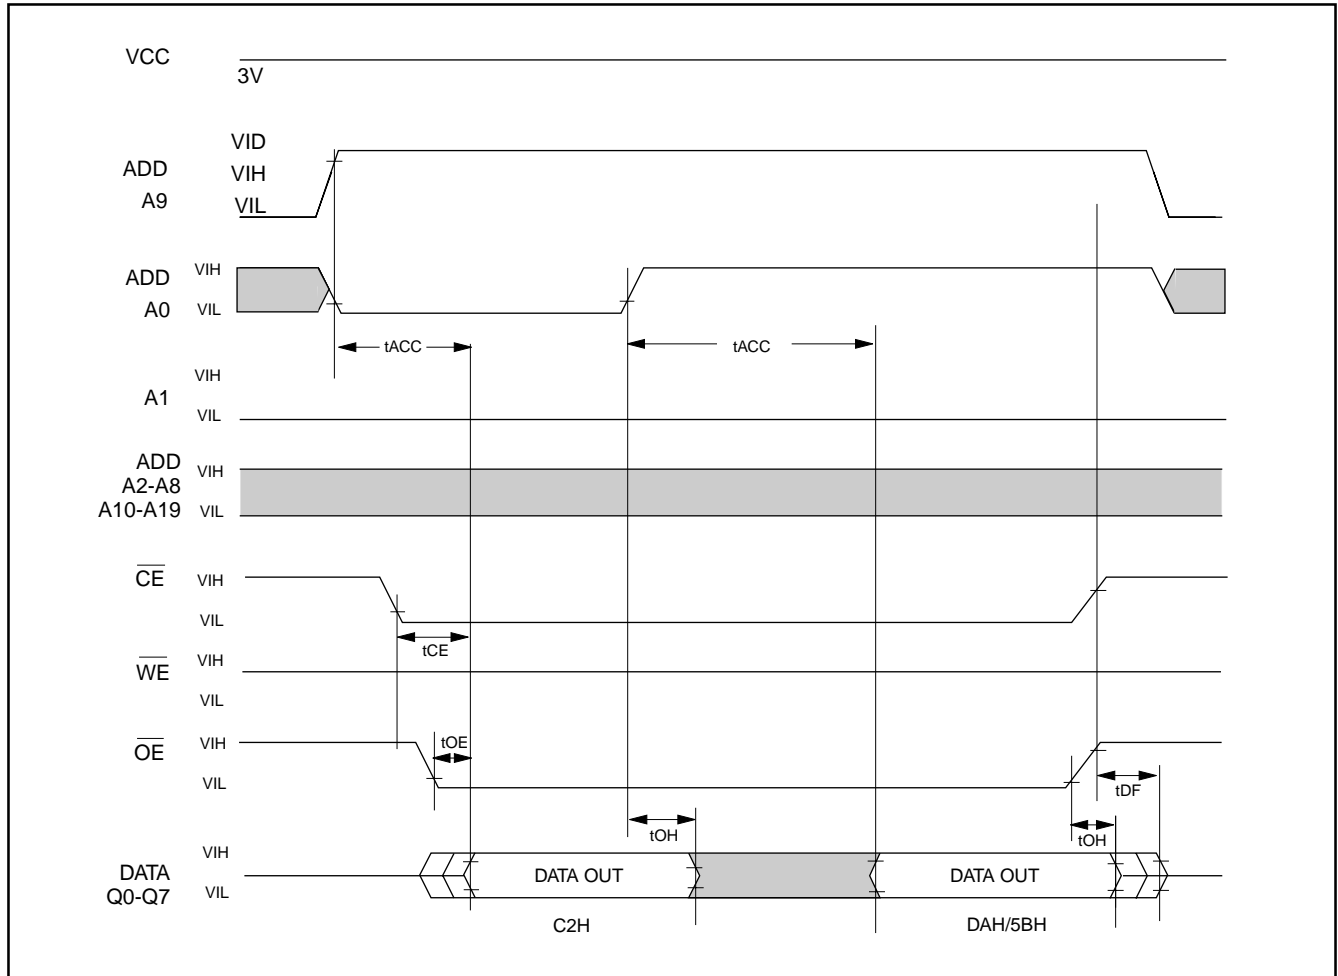 VCC
3V
VID
ADD
VIH
A9
VIL
ADD
VIH
A0
VIL
tACC
tACC
VIH
A1
VIL
ADD
VIH
A2-A8
A10-A19
VIL
CE
VIH
VIL
tCE
WE
VIH
VIL
OE
VIH
tOE
VIL
tDF
tOH
tOH
VIH
DATA
DATA OUT
DATA OUT
Q0-Q7
VIL
C2H
DAH/5BH